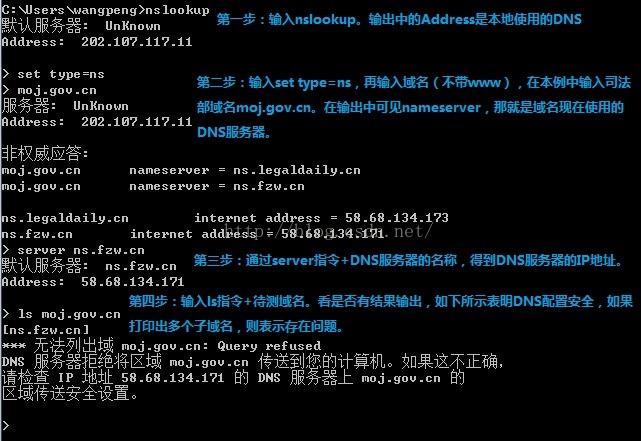 C:\Users\wangpeng>nslookup
默认服务器:  UnKnown
Address:  202.107.117.11
第一步：输入nslookup。输出中的Address是本地使用的DNS
> set type=ns
> moj.gov.cn
服务器:  UnKnown
Address:  202.107.117.11
第二步：输入set type=ns，再输入域名（不带www），在本例中输入司法
部域名moj.gov.cn。在输出中可见nameserver，那就是域名现在使用的
DNS服务器。
非权威应答:
moj.gov.cn      nameserver = ns.legaldaily.cn
moj.gov.cn      nameserver = ns.fzw.cn
ns.legaldaily.cn        internet address = 58.68.134.173
ns.fzw.cn       internet address = 58.68.134.171
http://blog.csdn.net/
> server ns.fzw.cn
默认服务器:  ns.fzw.cn
Address:  58.68.134.171
第三步：通过server指令+DNS服务器的名称，得到DNS服务器的IP地址。
第四步：输入ls指令+待测域名。看是否有结果输出，如下所示表明DNS配置安全，如果
打印出多个子域名，则表示存在问题。
> ls moj.gov.cn
[ns.fzw.cn]
*** 无法列出域 moj.gov.cn: Query refused
DNS 服务器拒绝将区域 moj.gov.cn 传送到您的计算机。如果这不正确，
请检查 IP 地址 58.68.134.171 的 DNS 服务器上 moj.gov.cn 的
区域传送安全设置。
>